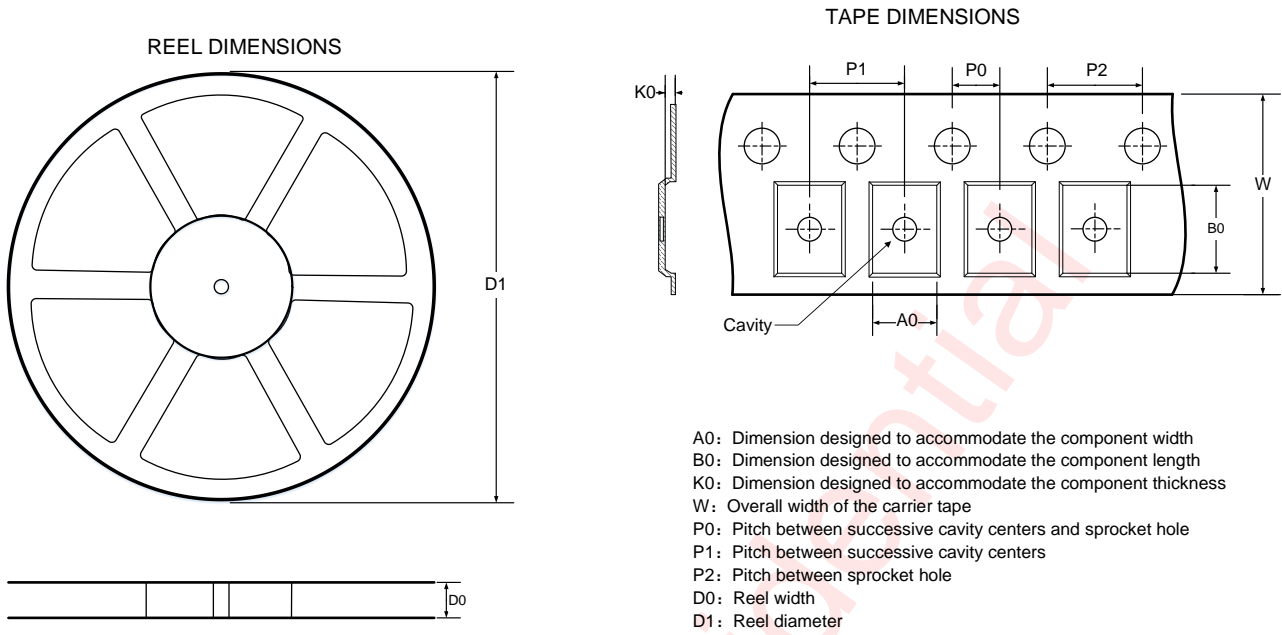 TAPE DIMENSIONS
REEL DIMENSIONS
P1
P0
P2
K0
W
B0
D1
Cavity
A0
A0: Dimension designed to accommodate the component width
B0: Dimension designed to accommodate the component length
K0: Dimension designed to accommodate the component thickness
W: Overall width of the carrier tape
P0: Pitch between successive cavity centers and sprocket hole
P1: Pitch between successive cavity centers
P2: Pitch between sprocket hole
D0: Reel width
D1: Reel diameter
D0
idential